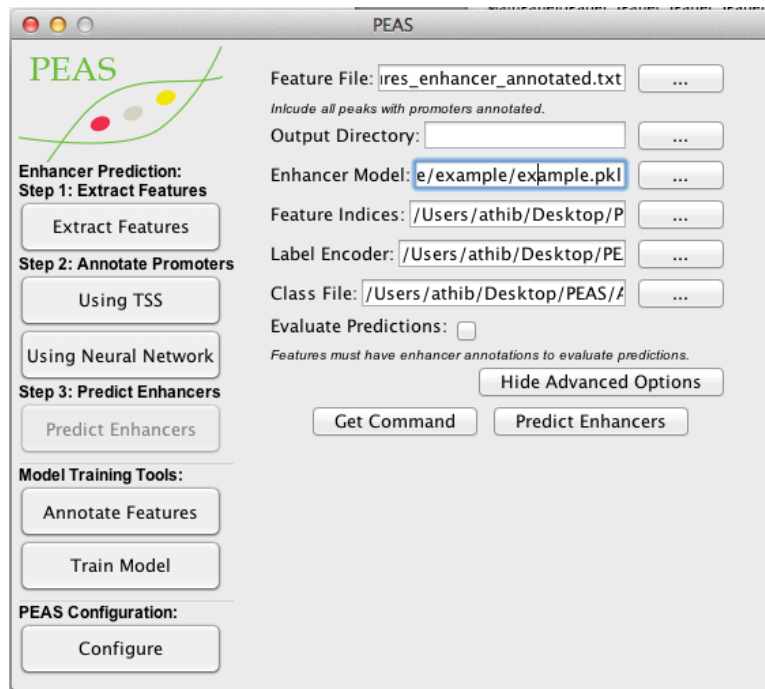 PEAS
PEAS
Enhancer Prediction:
Step 1: Extract Features
Extract Features
Step 2: Annotate Promoters
Using TSS
Using Neural Network
Step 3: Predict Enhancers
Predict Enhancers
Model Training Tools:
Annotate Features
Train Model
PEAS Configuration:
Configure
Feature File: ures_enhancer_annotated.txt ...
Inlcude all peaks with promoters annotated.
Output Directory: ...
Enhancer Model: e/example/example.pkl ...
Feature Indices: /Users/athib/Desktop/P ...
Label Encoder: /Users/athib/Desktop/PE ...
Class File: /Users/athib/Desktop/PEAS/ ...
Evaluate Predictions:
Features must have enhancer annotations to evaluate predictions.
Hide Advanced Options
Get Command Predict Enhancers